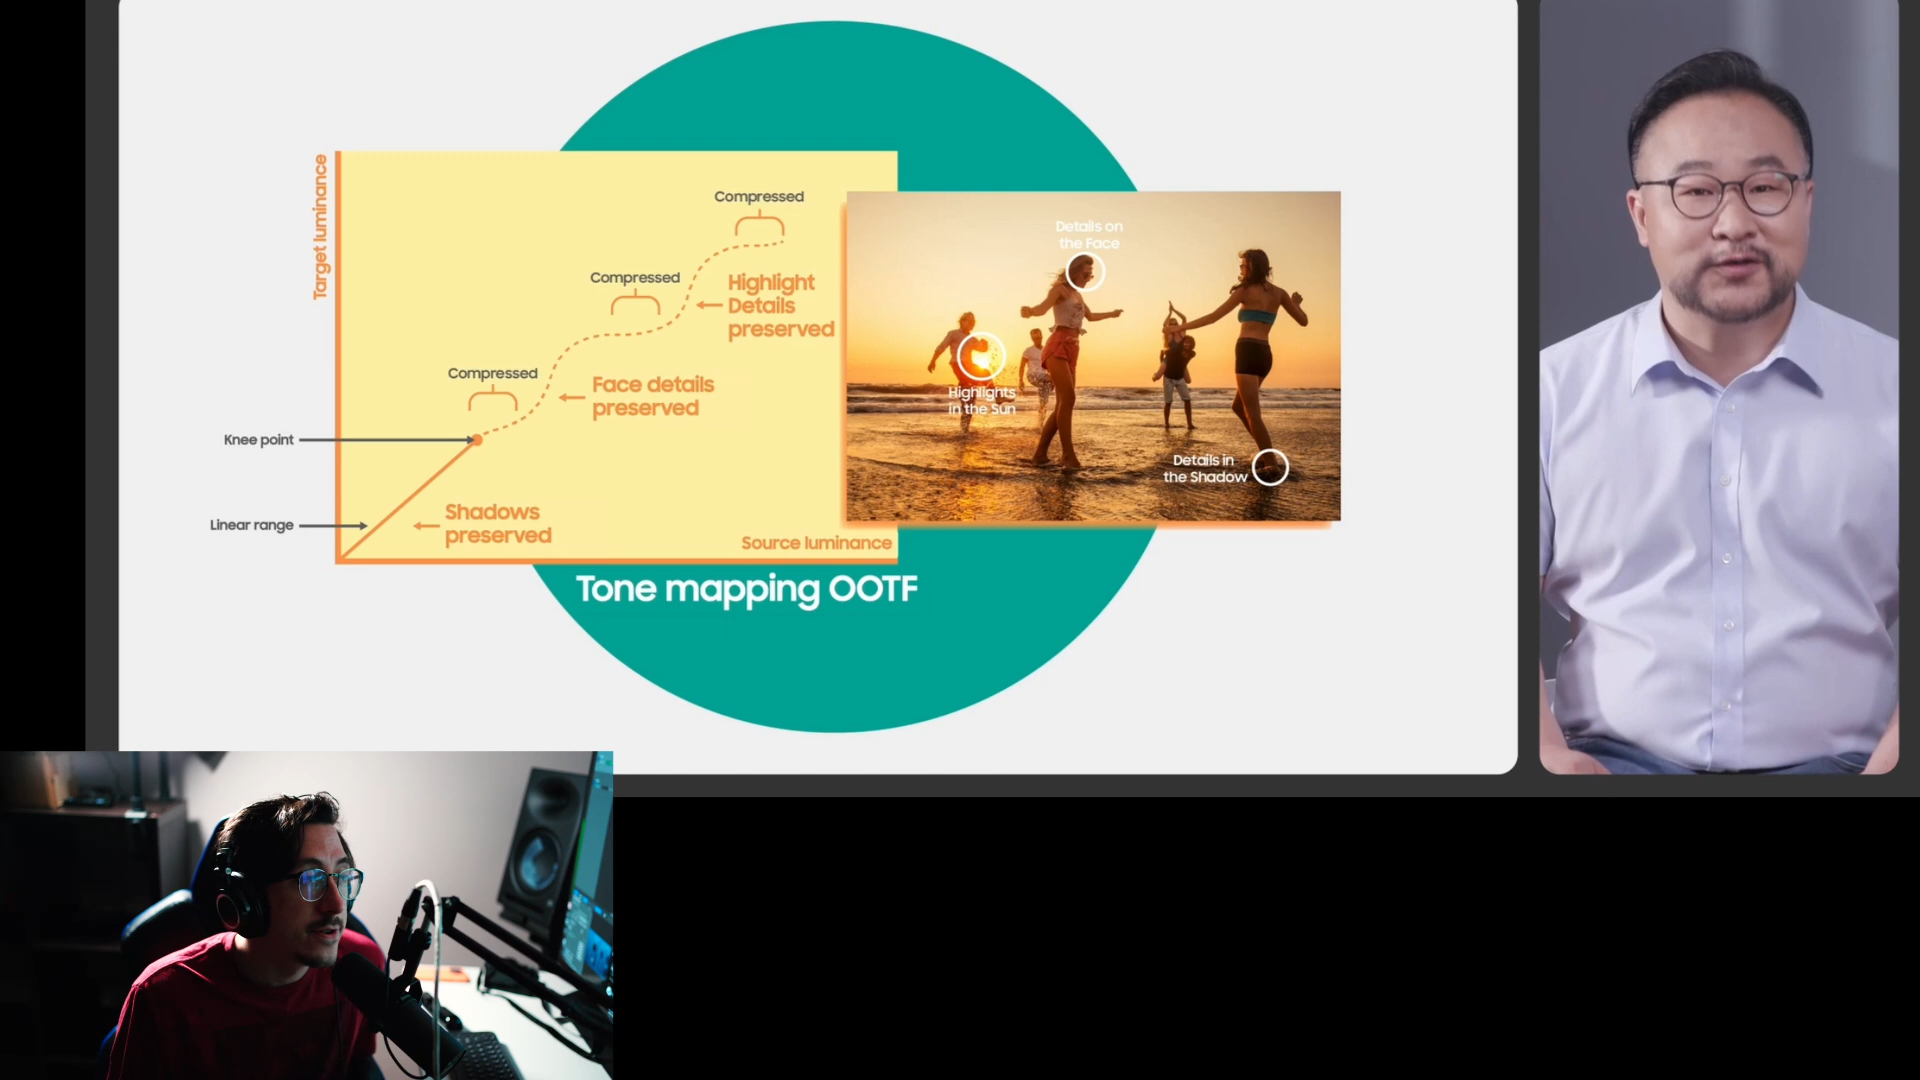 Target luminance
Compressed
Compressed
Highlight
Details
preserved
Compressed
Face details
preserved
Knee point
Linear range
Shadows
preserved
Source luminance
Details on
the Face
Highlights
in the Sun
Details in
the Shadow
Tone mapping OOTF